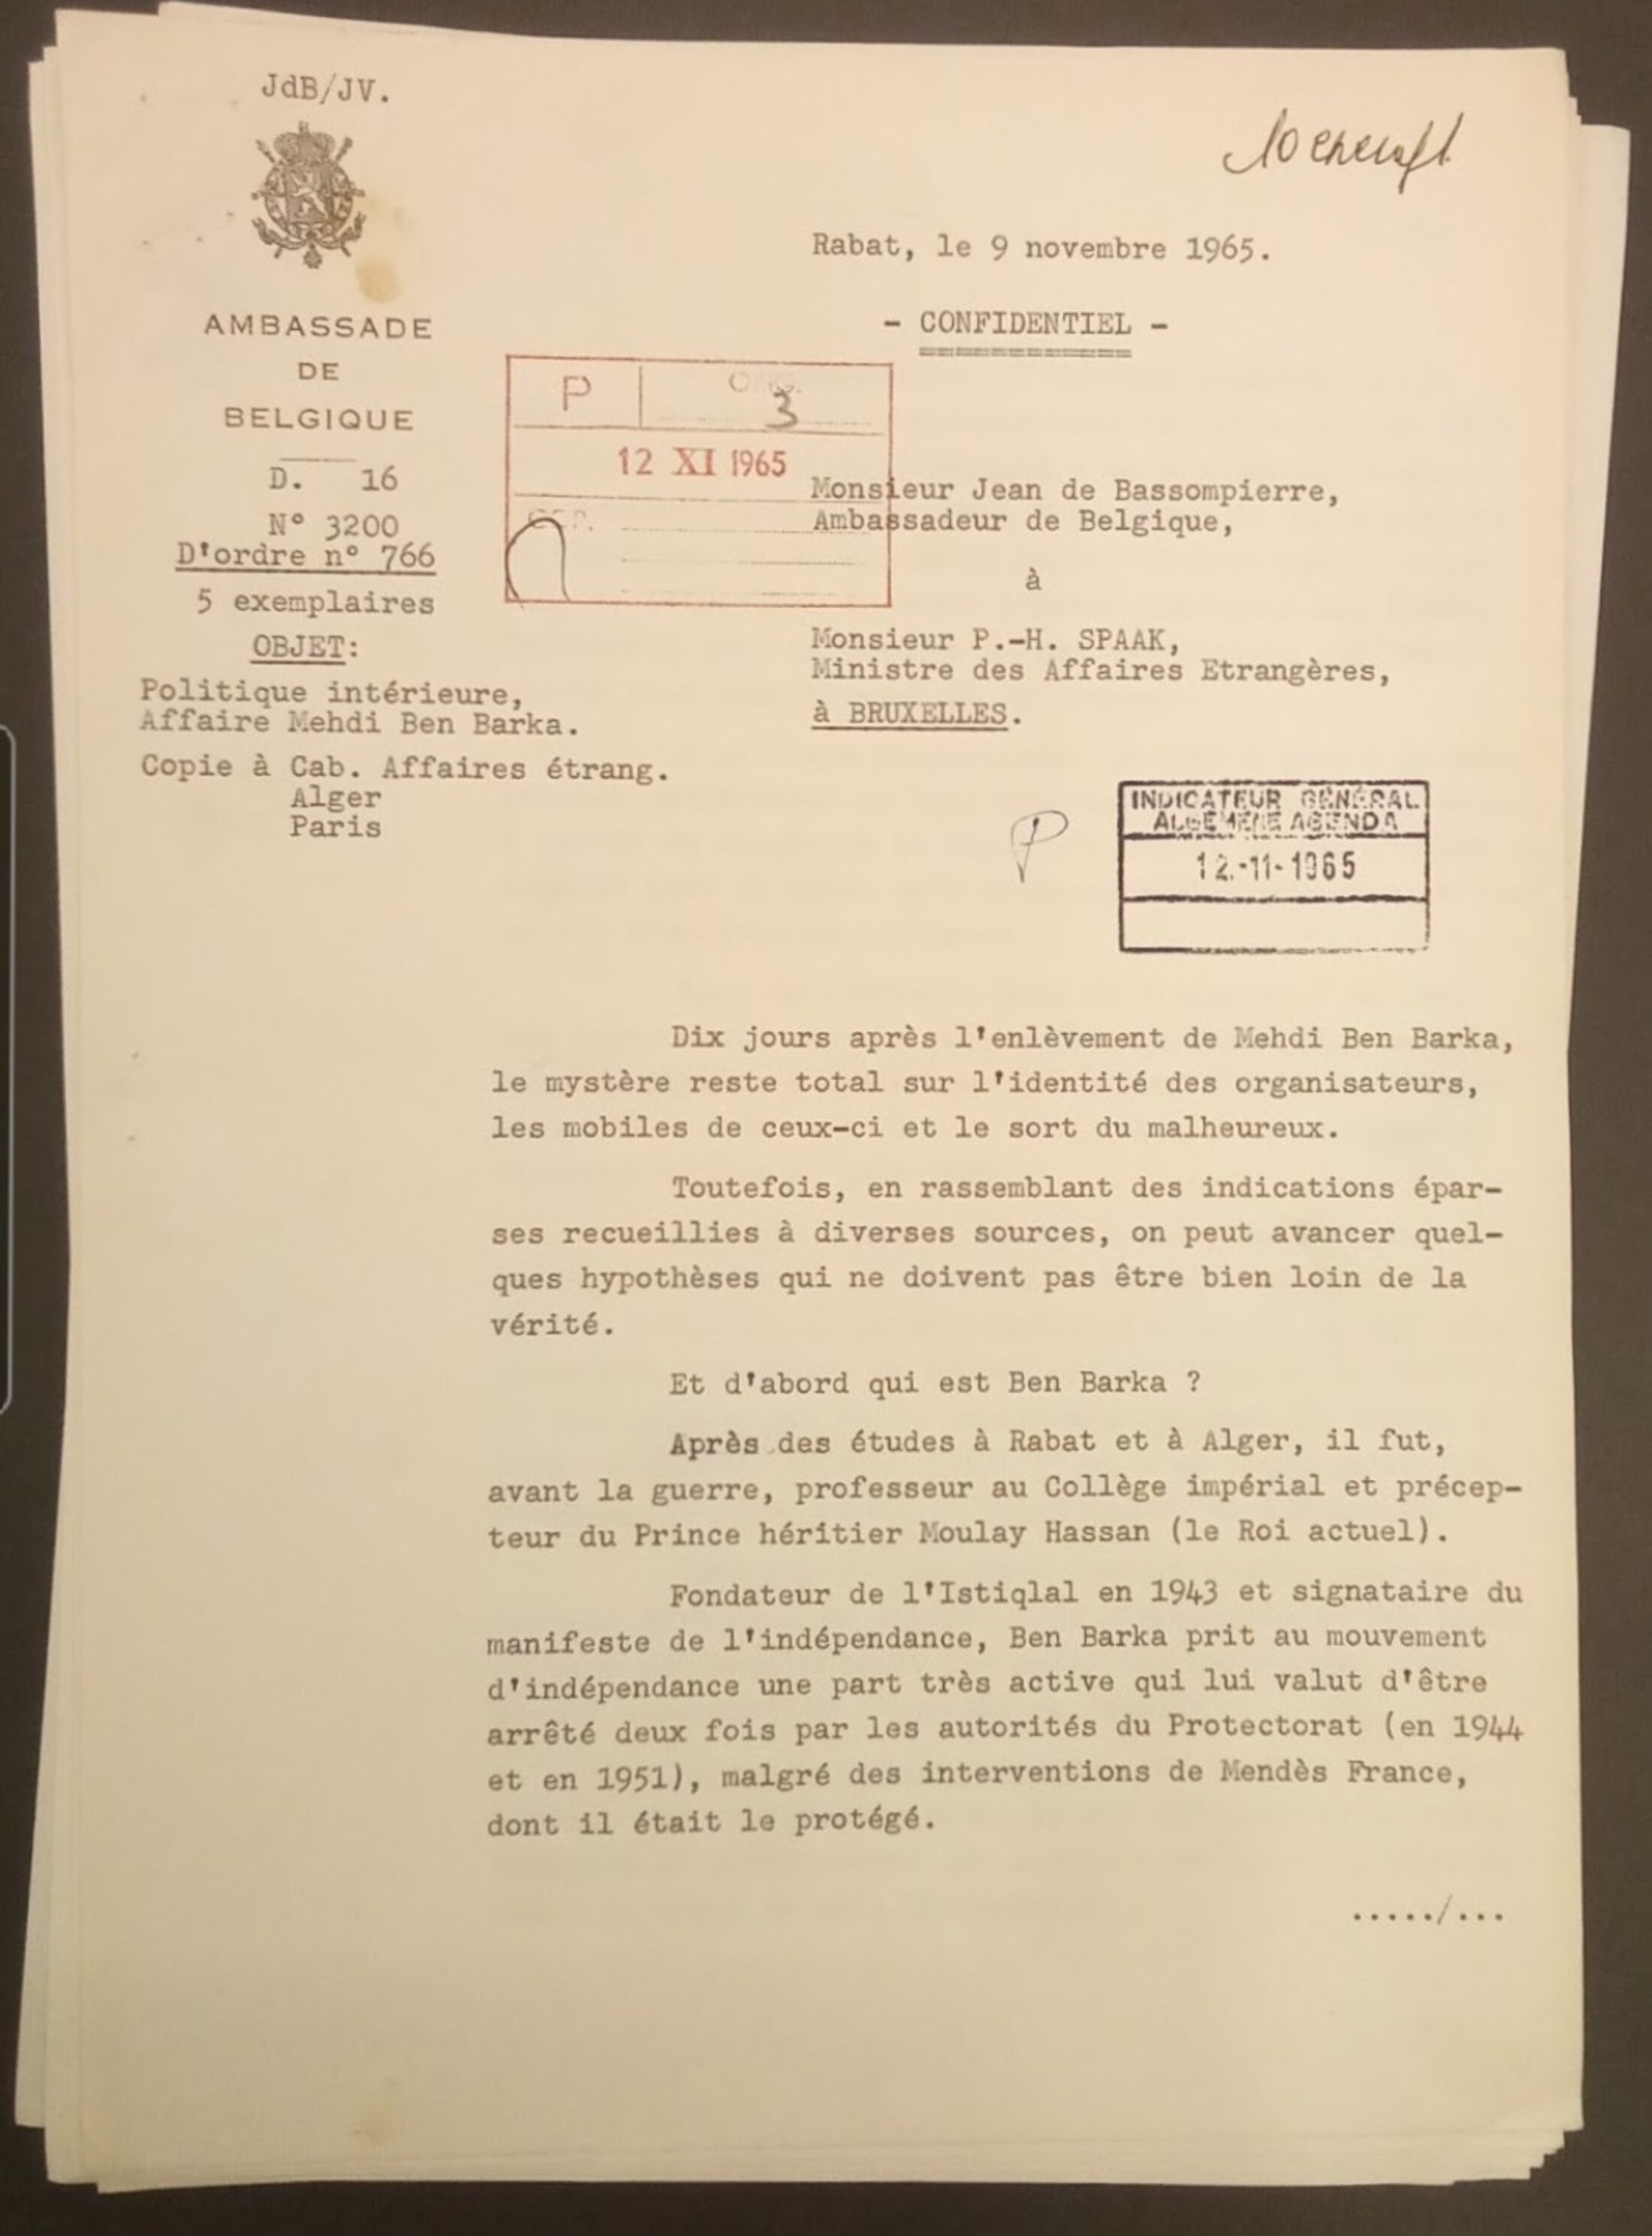 JdB/JV.
Rabat, le 9 novembre 1965.
- CONFIDENTIEL -
AMBASSADE
DE
BELGIQUE
D. 16
N° 3200
D'ordre n° 766
5 exemplaires
OBJET:
Politique intérieure,
Affaire Mehdi Ben Barka.
Copie à Cab. Affaires étrang.
Alger
Paris
P
3
12 XI 1965
Monsieur Jean de Bassompierre,
Ambassadeur de Belgique,
à
Monsieur P.-H. SPAAK,
Ministre des Affaires Etrangères,
à BRUXELLES.
P
INDICATEUR GÉNÉRAL
ALGEMENE AGENDA
12.-11-1965
Dix jours après l'enlèvement de Mehdi Ben Barka,
le mystère reste total sur l'identité des organisateurs,
les mobiles de ceux-ci et le sort du malheureux.
Toutefois, en rassemblant des indications épar-
ses recueillies à diverses sources, on peut avancer quel-
ques hypothèses qui ne doivent pas être bien loin de la
vérité.
Et d'abord qui est Ben Barka ?
Après des études à Rabat et à Alger, il fut,
avant la guerre, professeur au Collège impérial et précep-
teur du Prince héritier Moulay Hassan (le Roi actuel).
Fondateur de l'Istiqlal en 1943 et signataire du
manifeste de l'indépendance, Ben Barka prit au mouvement
d'indépendance une part très active qui lui valut d'être
arrêté deux fois par les autorités du Protectorat (en 1944
et en 1951), malgré des interventions de Mendès France,
dont il était le protégé.
...../...